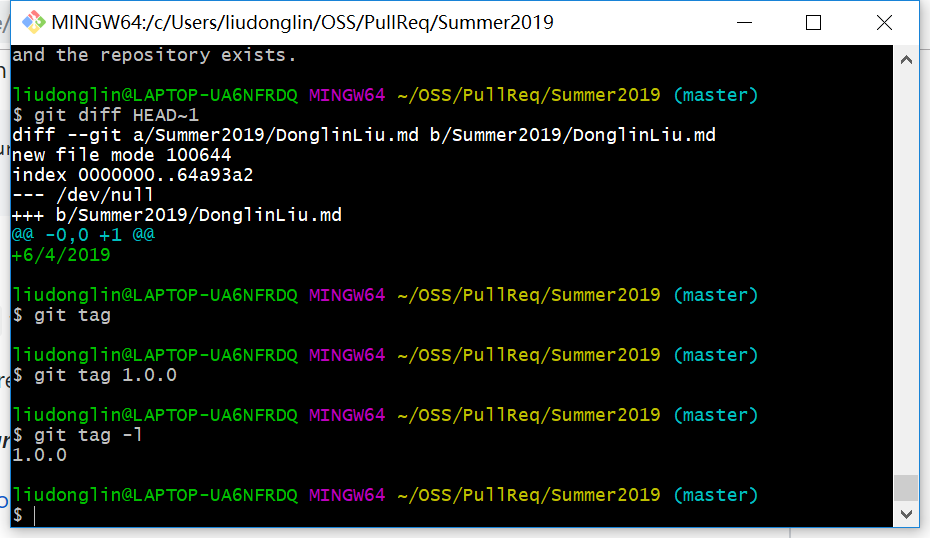 MINGW64:/c/Users/liudonglin/OSS/PullReq/Summer2019
and the repository exists.
liudonglin@LAPTOP-UA6NFRDQ MINGW64 ~/OSS/PullReq/Summer2019 (master)
$ git diff HEAD~1
diff --git a/Summer2019/DonglinLiu.md b/Summer2019/DonglinLiu.md
new file mode 100644
index 0000000..64a93a2
--- /dev/null
+++ b/Summer2019/DonglinLiu.md
@@ -0,0 +1 @@
+6/4/2019
liudonglin@LAPTOP-UA6NFRDQ MINGW64 ~/OSS/PullReq/Summer2019 (master)
$ git tag
liudonglin@LAPTOP-UA6NFRDQ MINGW64 ~/OSS/PullReq/Summer2019 (master)
$ git tag 1.0.0
liudonglin@LAPTOP-UA6NFRDQ MINGW64 ~/OSS/PullReq/Summer2019 (master)
$ git tag -l
1.0.0
liudonglin@LAPTOP-UA6NFRDQ MINGW64 ~/OSS/PullReq/Summer2019 (master)
$